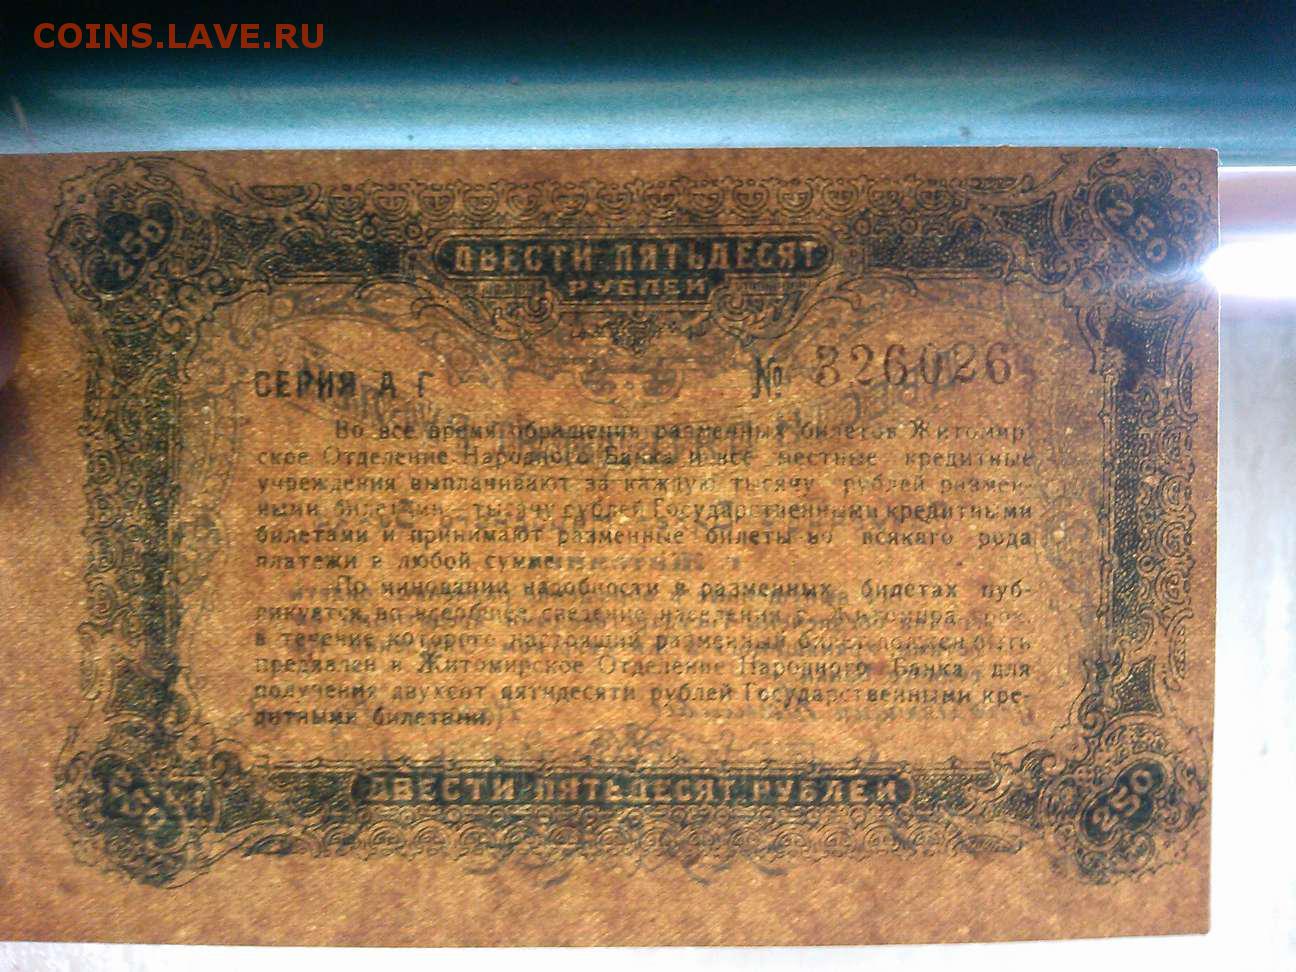 COINS.LAVE.RU
250 250
ДВЕСТИ ПЯТЬДЕСЯТ
РУБЛЕЙ
СЕРИЯ А Г № 326026
Во все время обращения разменных билетов Житомир-
ское Отделение Народного Банка и все местные кредитные
учреждения выплачивают за каждую тысячу рублей размен-
ными билетами тысячу рублей Государственными кредитными
билетами и принимают разменные билеты во всякаго рода
платежи в любой сумме
По миновании надобности в разменных билетах пуб-
ликуется во всеобщее сведение населения г. Житомира срок,
в течение которого настоящий разменный билет должен быть
предъявлен в Житомирское Отделение Народного Банка для
получения двухсот пятидесяти рублей Государственными кре-
дитными билетами.
250 250
ДВЕСТИ ПЯТЬДЕСЯТ РУБЛЕЙ